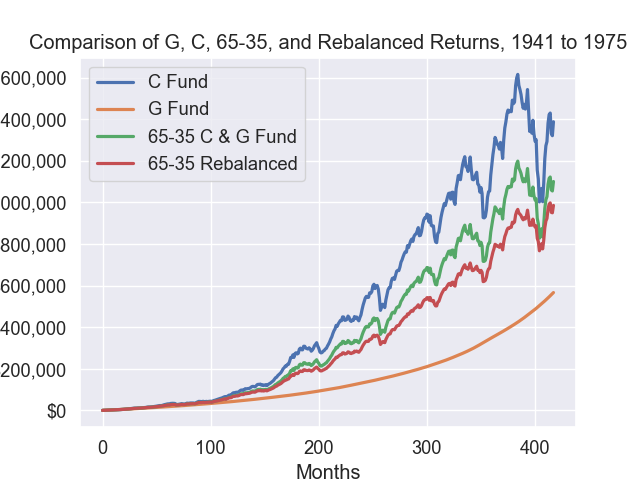 Comparison of G, C, 65-35, and Rebalanced Returns, 1941 to 1975
C Fund
G Fund
65-35 C & G Fund
65-35 Rebalanced
600,000
400,000
200,000
000,000
800,000
600,000
400,000
200,000
$0
0 100 200 300 400
Months